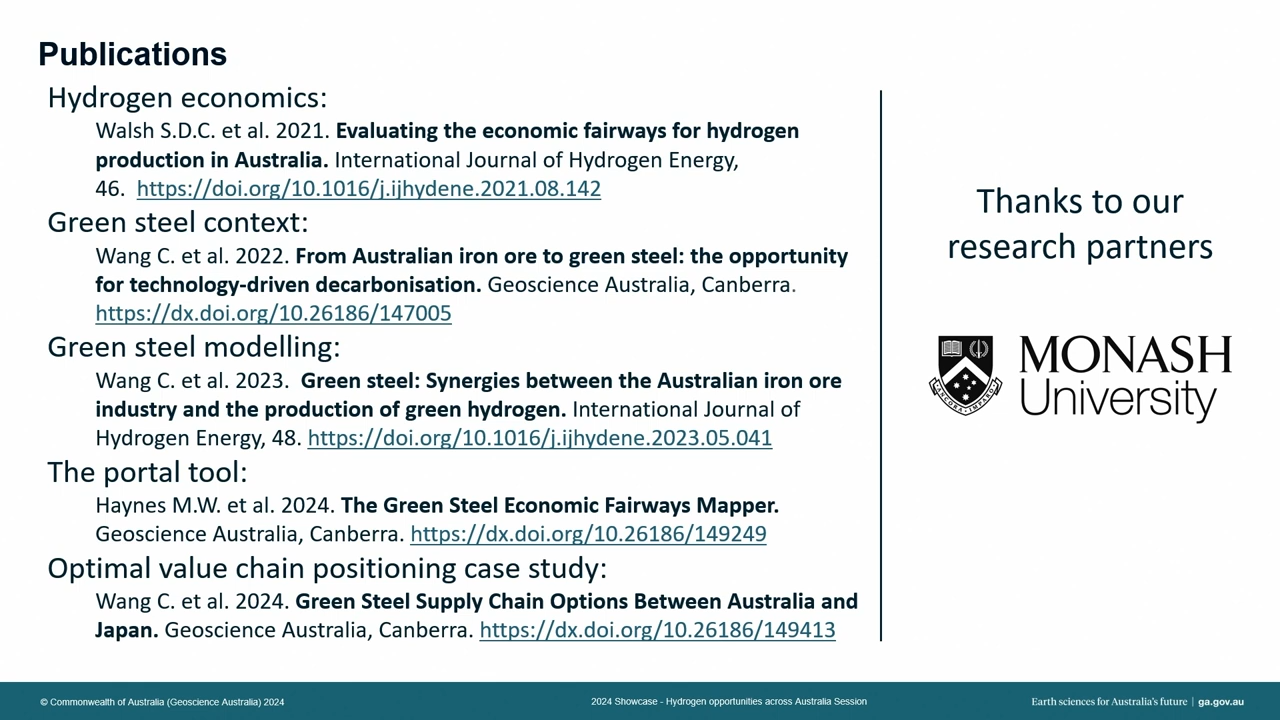 Publications
Hydrogen economics:
Walsh S.D.C. et al. 2021. Evaluating the economic fairways for hydrogen
production in Australia. International Journal of Hydrogen Energy,
46. https://doi.org/10.1016/j.ijhydene.2021.08.142
Green steel context:
Wang C. et al. 2022. From Australian iron ore to green steel: the opportunity
for technology-driven decarbonisation. Geoscience Australia, Canberra.
https://dx.doi.org/10.26186/147005
Green steel modelling:
Wang C. et al. 2023. Green steel: Synergies between the Australian iron ore
industry and the production of green hydrogen. International Journal of
Hydrogen Energy, 48. https://doi.org/10.1016/j.ijhydene.2023.05.041
The portal tool:
Haynes M.W. et al. 2024. The Green Steel Economic Fairways Mapper.
Geoscience Australia, Canberra. https://dx.doi.org/10.26186/149249
Optimal value chain positioning case study:
Wang C. et al. 2024. Green Steel Supply Chain Options Between Australia and
Japan. Geoscience Australia, Canberra. https://dx.doi.org/10.26186/149413
Thanks to our
research partners
MONASH
University
ANCORA IMPARO
© Commonwealth of Australia (Geoscience Australia) 2024
2024 Showcase - Hydrogen opportunities across Australia Session
Earth sciences for Australia's future | ga.gov.au